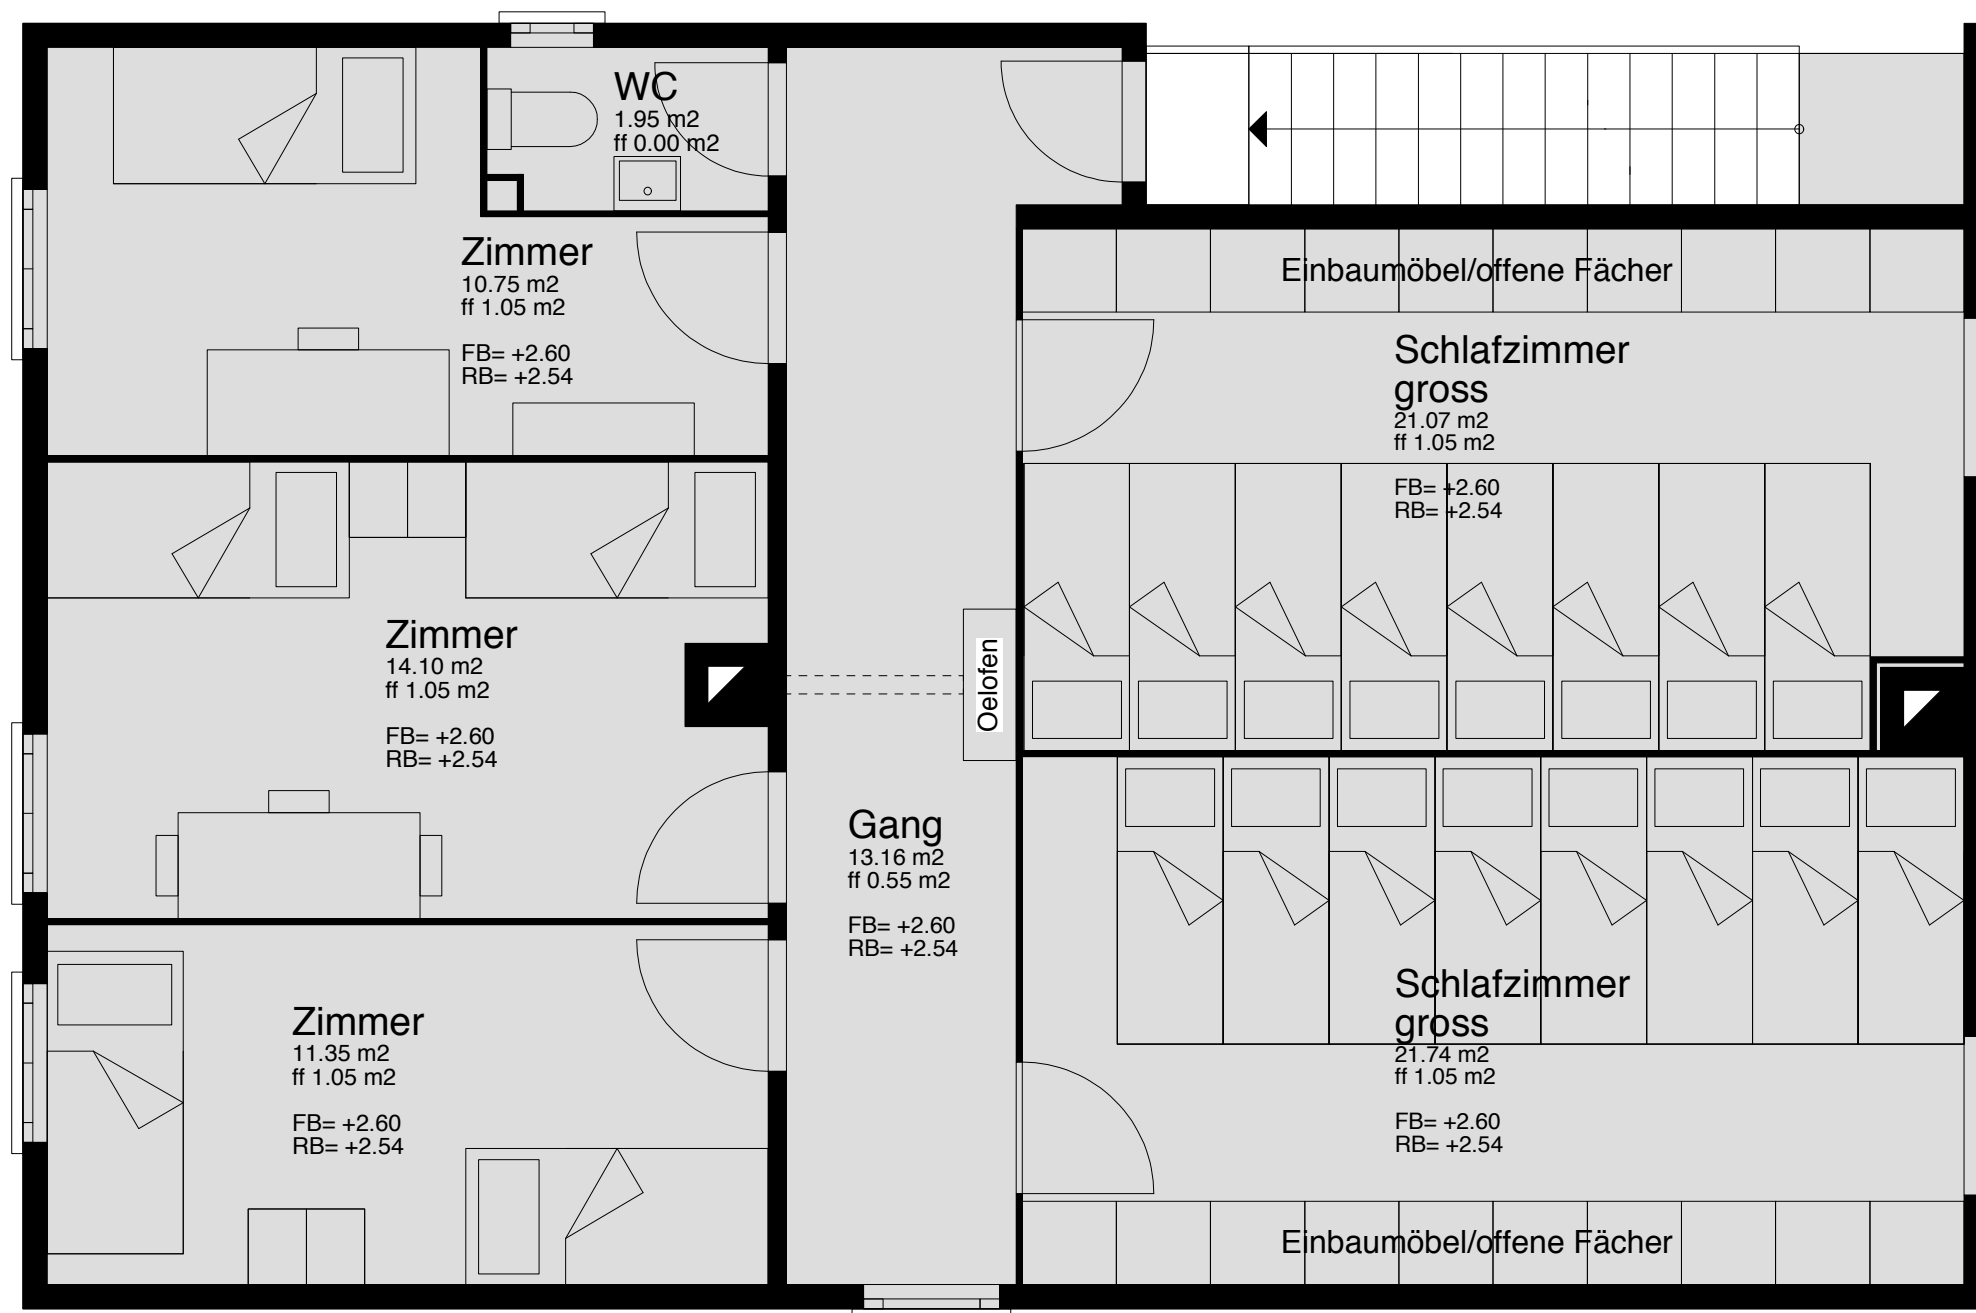 WC
1.95 m2
ff 0.00 m2
Zimmer
10.75 m2
ff 1.05 m2
FB= +2.60
RB= +2.54
Einbaumöbel/offene Fächer
Schlafzimmer
gross
21.07 m2
ff 1.05 m2
FB= +2.60
RB= +2.54
Zimmer
14.10 m2
ff 1.05 m2
FB= +2.60
RB= +2.54
Oelofen
Gang
13.16 m2
ff 0.55 m2
FB= +2.60
RB= +2.54
Schlafzimmer
gross
21.74 m2
ff 1.05 m2
FB= +2.60
RB= +2.54
Zimmer
11.35 m2
ff 1.05 m2
FB= +2.60
RB= +2.54
Einbaumöbel/offene Fächer